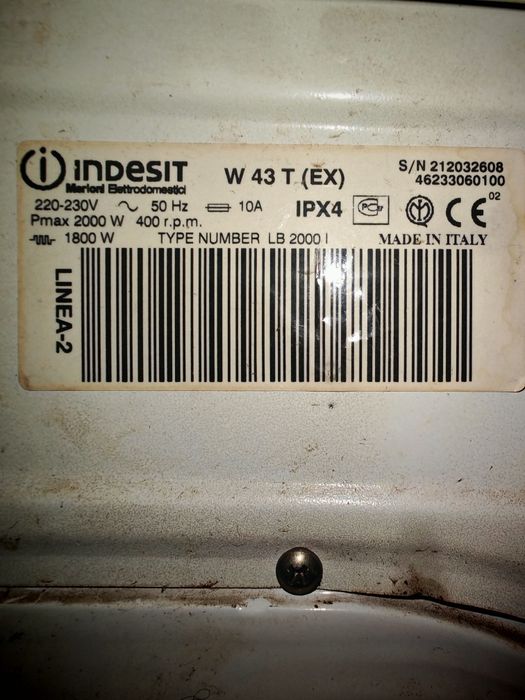 indesit
Merloni Elettrodomestici
W 43 T (EX)
S/N 212032608
46233060100
220-230V 50 Hz 10A IPX4
02
Pmax 2000 W 400 r.p.m.
1800 W TYPE NUMBER LB 2000 I MADE IN ITALY
LINEA-2